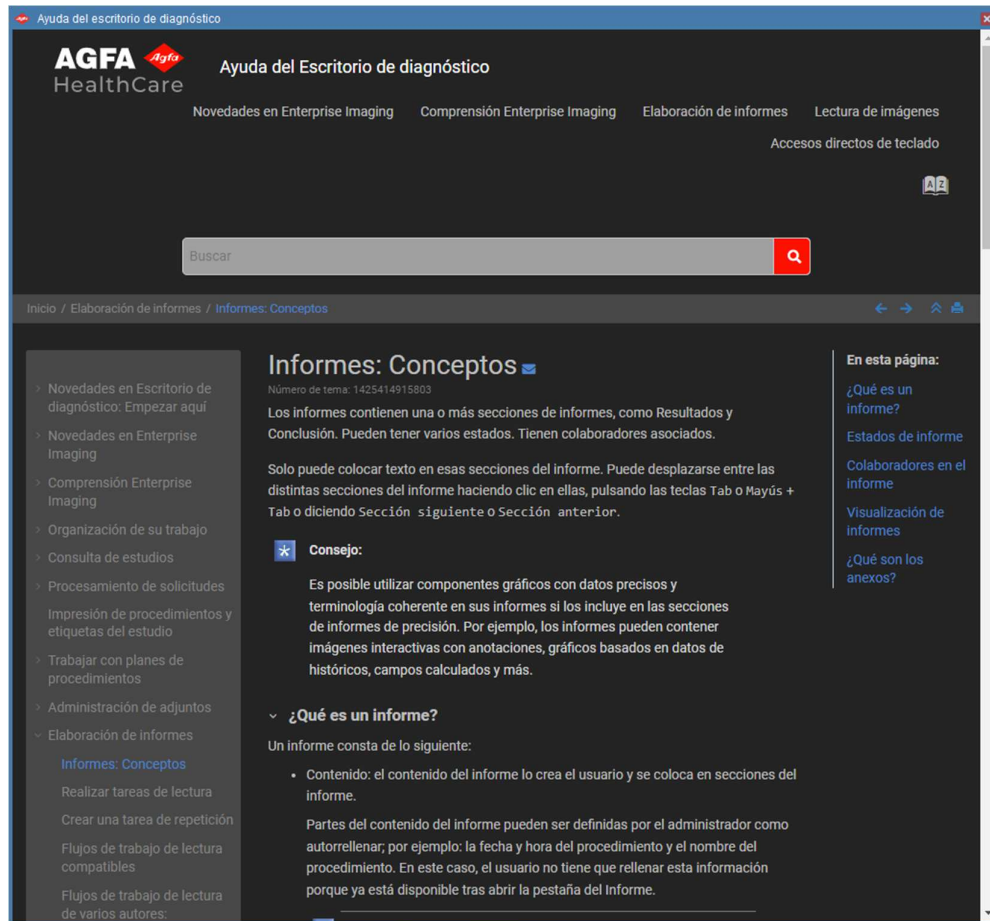 Ayuda del escritorio de diagnóstico
AGFA
Agfa
HealthCare
Ayuda del Escritorio de diagnóstico
Novedades en Enterprise Imaging
Comprensión Enterprise Imaging
Elaboración de informes
Lectura de imágenes
Accesos directos de teclado
A Z
Buscar
Inicio / Elaboración de informes / Informes: Conceptos
Novedades en Escritorio de
diagnóstico: Empezar aquí
Novedades en Enterprise
Imaging
Comprensión Enterprise
Imaging
Organización de su trabajo
Consulta de estudios
Procesamiento de solicitudes
Impresión de procedimientos y
etiquetas del estudio
Trabajar con planes de
procedimientos
Administración de adjuntos
Elaboración de informes
Informes: Conceptos
Realizar tareas de lectura
Crear una tarea de repetición
Flujos de trabajo de lectura
compatibles
Flujos de trabajo de lectura
de varios autores:
Informes: Conceptos
Número de tema: 1425414915803
Los informes contienen una o más secciones de informes, como Resultados y
Conclusión. Pueden tener varios estados. Tienen colaboradores asociados.
Solo puede colocar texto en esas secciones del informe. Puede desplazarse entre las
distintas secciones del informe haciendo clic en ellas, pulsando las teclas Tab o Mayús +
Tab o diciendo Sección siguiente o Sección anterior.
Consejo:
Es posible utilizar componentes gráficos con datos precisos y
terminología coherente en sus informes si los incluye en las secciones
de informes de precisión. Por ejemplo, los informes pueden contener
imágenes interactivas con anotaciones, gráficos basados en datos de
históricos, campos calculados y más.
¿Qué es un informe?
Un informe consta de lo siguiente:
• Contenido: el contenido del informe lo crea el usuario y se coloca en secciones del
informe.
Partes del contenido del informe pueden ser definidas por el administrador como
autorrellenar; por ejemplo: la fecha y hora del procedimiento y el nombre del
procedimiento. En este caso, el usuario no tiene que rellenar esta información
porque ya está disponible tras abrir la pestaña del Informe.
En esta página:
¿Qué es un
informe?
Estados de informe
Colaboradores en el
informe
Visualización de
informes
¿Qué son los
anexos?